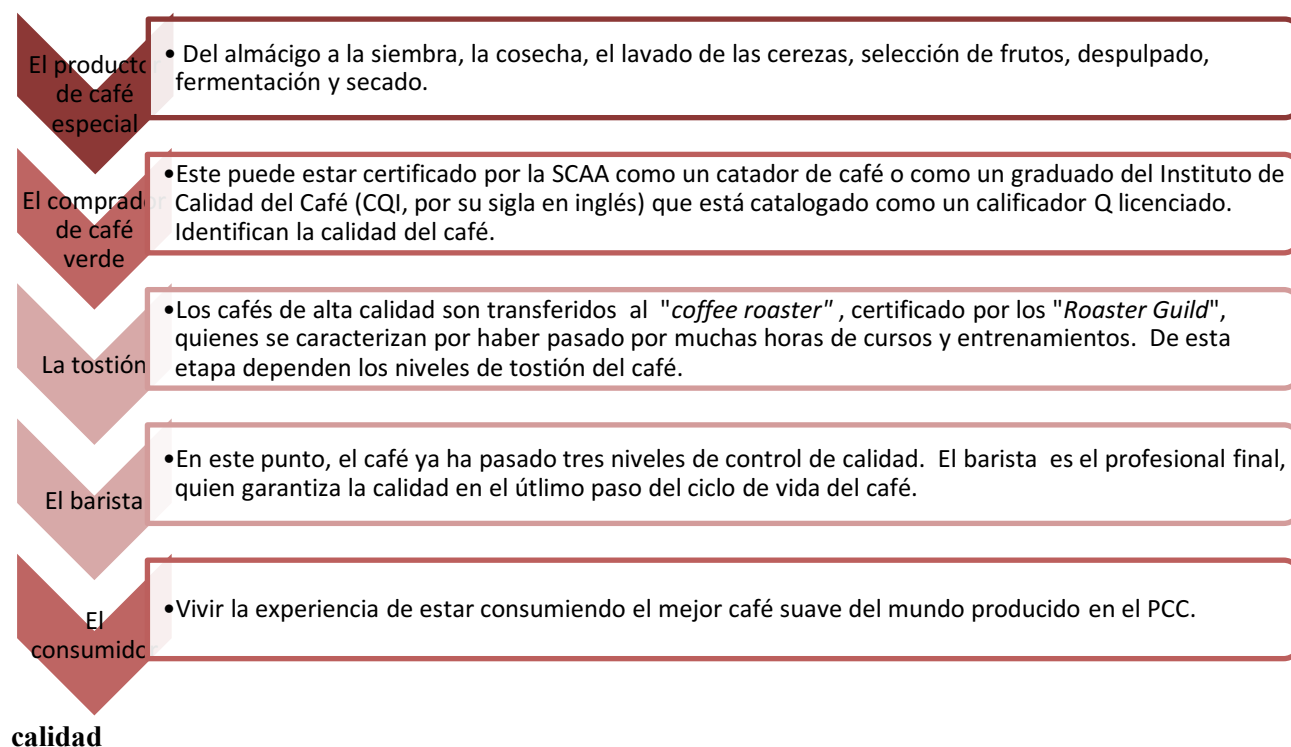 El productor
de café
especial
• Del almácigo a la siembra, la cosecha, el lavado de las cerezas, selección de frutos, despulpado,
fermentación y secado.
El comprador
de café
verde
•Este puede estar certificado por la SCAA como un catador de café o como un graduado del Instituto de
Calidad del Café (CQI, por su sigla en inglés) que está catalogado como un calificador Q licenciado.
Identifican la calidad del café.
La tostión
•Los cafés de alta calidad son transferidos al "coffee roaster" , certificado por los "Roaster Guild",
quienes se caracterizan por haber pasado por muchas horas de cursos y entrenamientos. De esta
etapa dependen los niveles de tostión del café.
El barista
•En este punto, el café ya ha pasado tres niveles de control de calidad. El barista es el profesional final,
quien garantiza la calidad en el útlimo paso del ciclo de vida del café.
El
consumidor
•Vivir la experiencia de estar consumiendo el mejor café suave del mundo producido en el PCC.
calidad